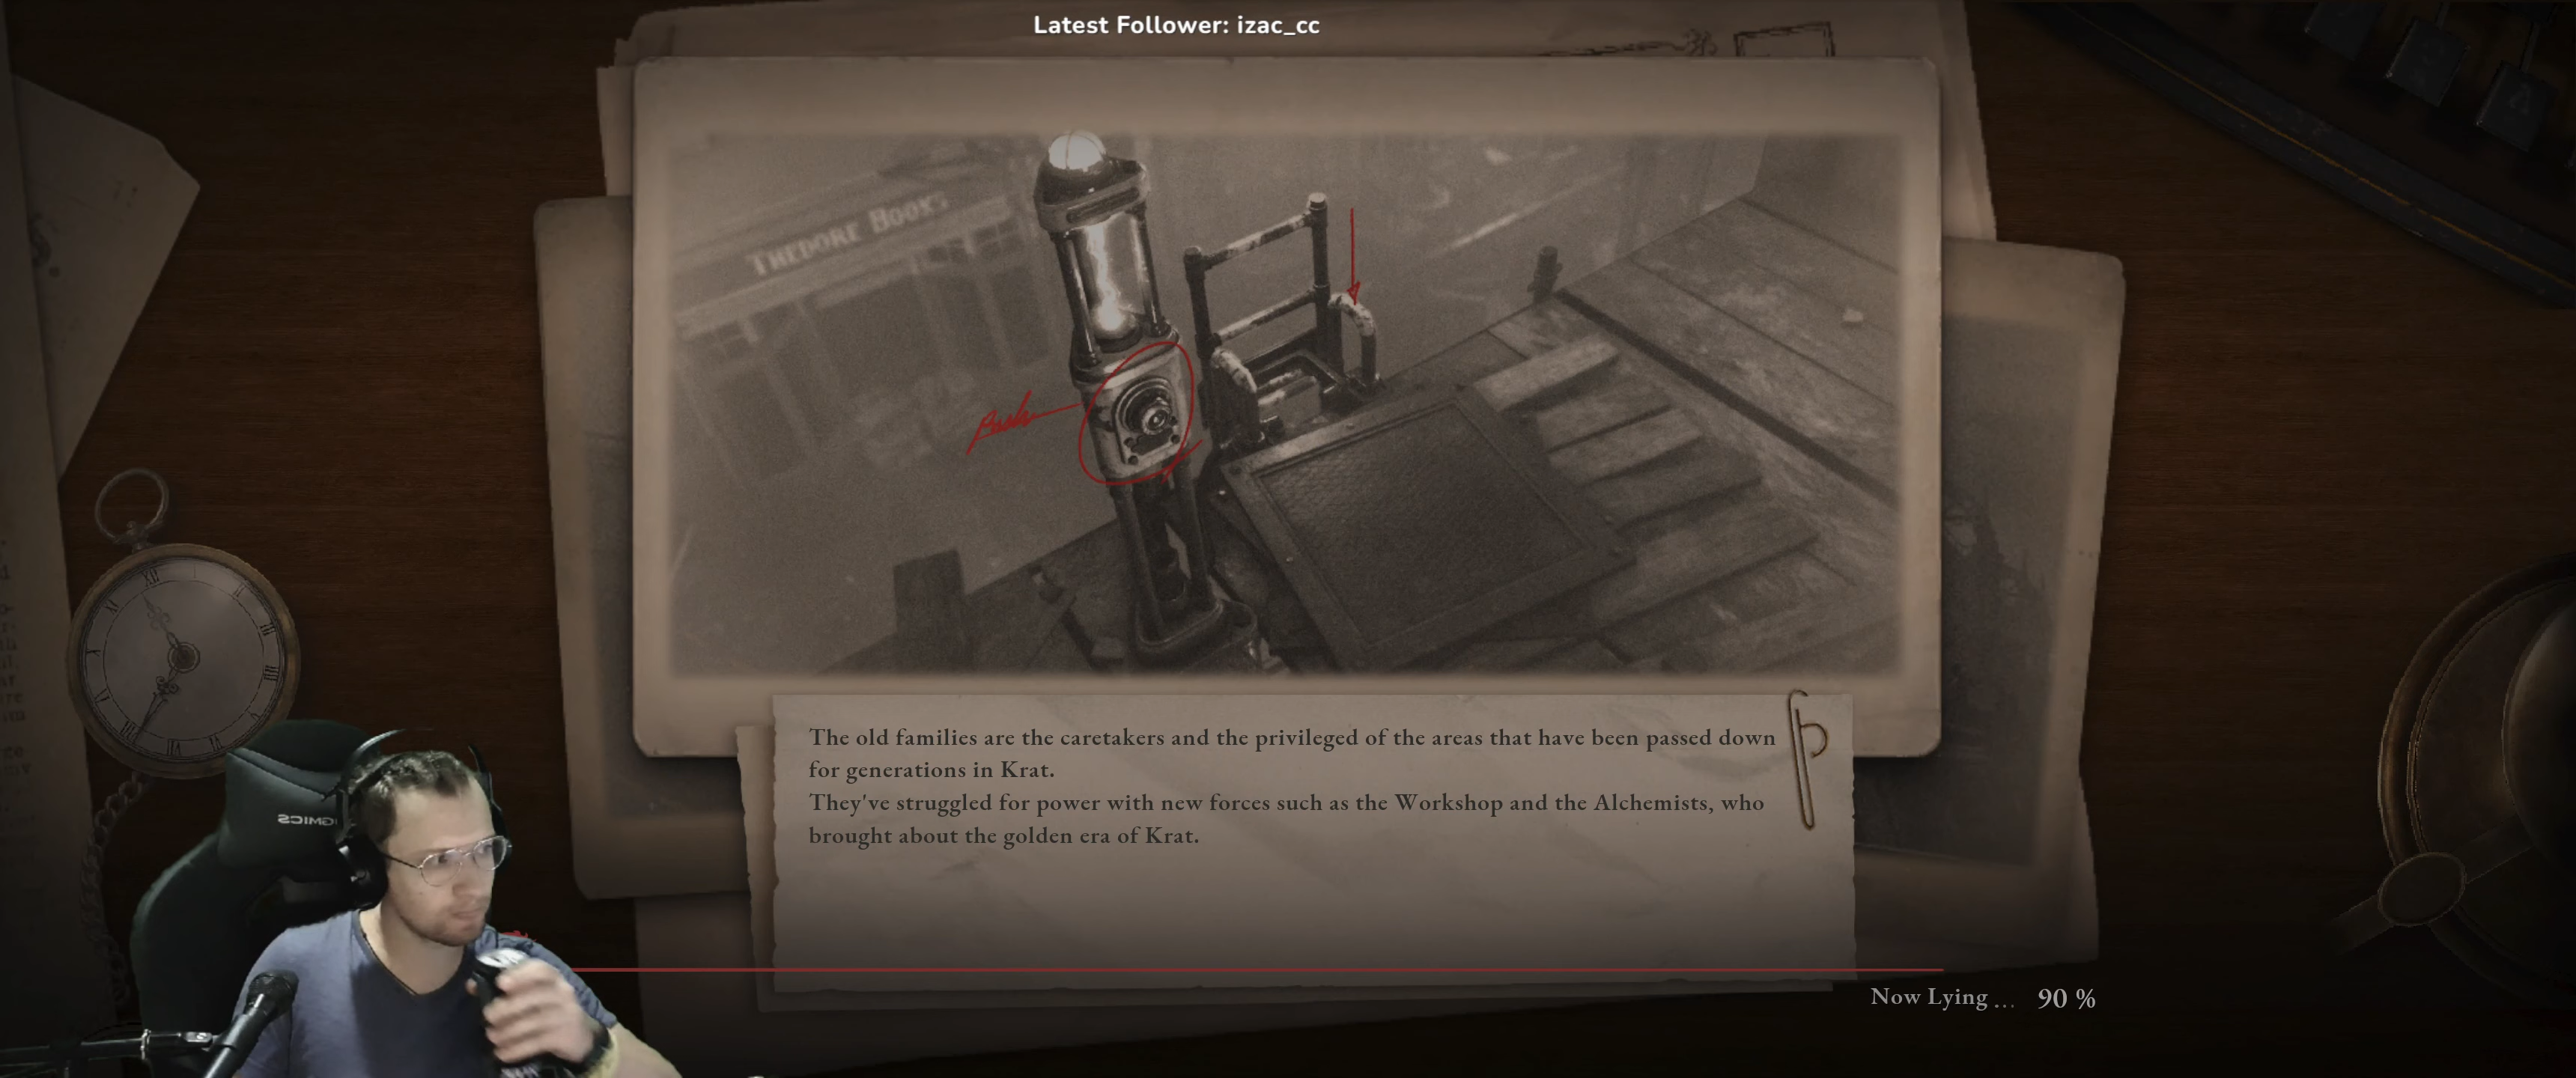 Latest Follower: izac_cc
THEDORE BOOKS
Push
The old families are the caretakers and the privileged of the areas that have been passed down
for generations in Krat.
They've struggled for power with new forces such as the Workshop and the Alchemists, who
brought about the golden era of Krat.
Now Lying... 90 %